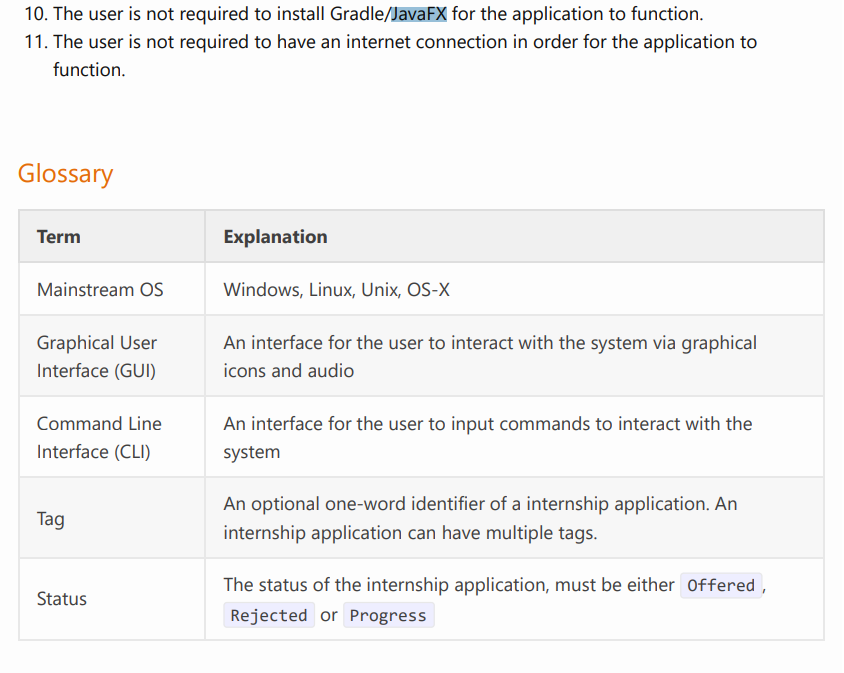 10. The user is not required to install Gradle/JavaFX for the application to function.
11. The user is not required to have an internet connection in order for the application to
function.
Glossary
Term Explanation
Mainstream OS Windows, Linux, Unix, OS-X
Graphical User
Interface (GUI)
An interface for the user to interact with the system via graphical
icons and audio
Command Line
Interface (CLI)
An interface for the user to input commands to interact with the
system
Tag
An optional one-word identifier of a internship application. An
internship application can have multiple tags.
Status
The status of the internship application, must be either Offered,
Rejected or Progress